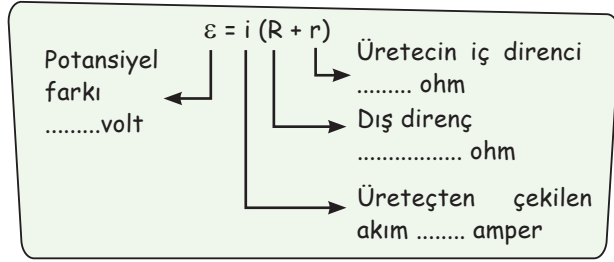 ε = i (R + r)
Potansiyel
farkı
.........volt
Üretecin iç direnci
......... ohm
Dış direnç
................. ohm
Üreteçten çekilen
akım ........ amper